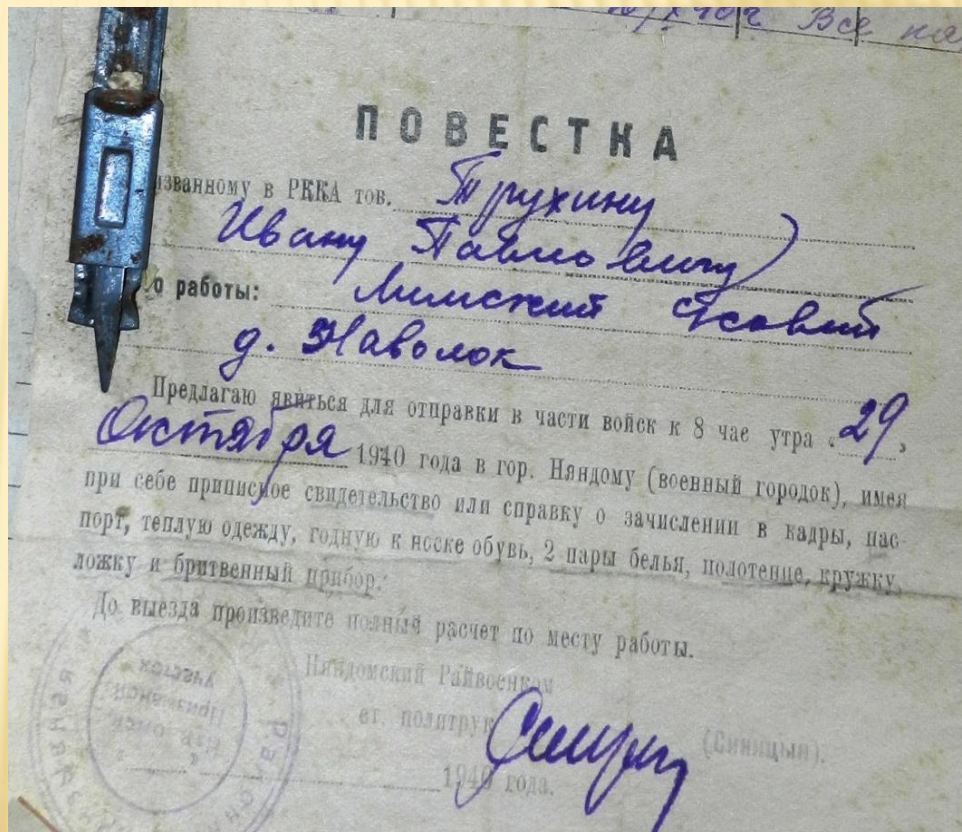 Все
ПОВЕСТКА
изванному в РККА тов. Трухину
Ивану Павловичу
о работы: Лимский с/совет
д. Наволок
Предлагаю явиться для отправки в части войск к 8 час утра „29„
Октября 1940 года в гор. Няндому (военный городок), имея
при себе приписное свидетельство или справку о зачислении в кадры, пас-
порт, теплую одежду, годную к носке обувь, 2 пары белья, полотенце, кружку,
ложку и бритвенный прибор.
До выезда произведите полный расчет по месту работы.
Няндомский Райвоенком
ст. политрук (Синицын).
1940 года.